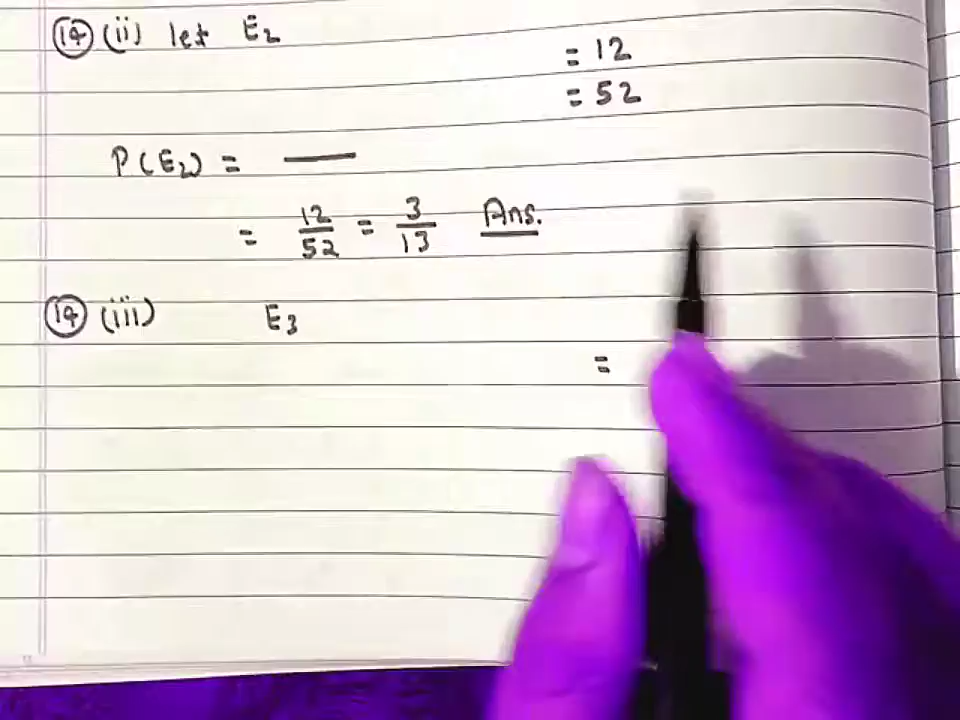 14 (ii) let E₂
= 12
= 52
P(E₂) = —
= 12/52 = 3/13 Ans.
14 (iii) E₃
=